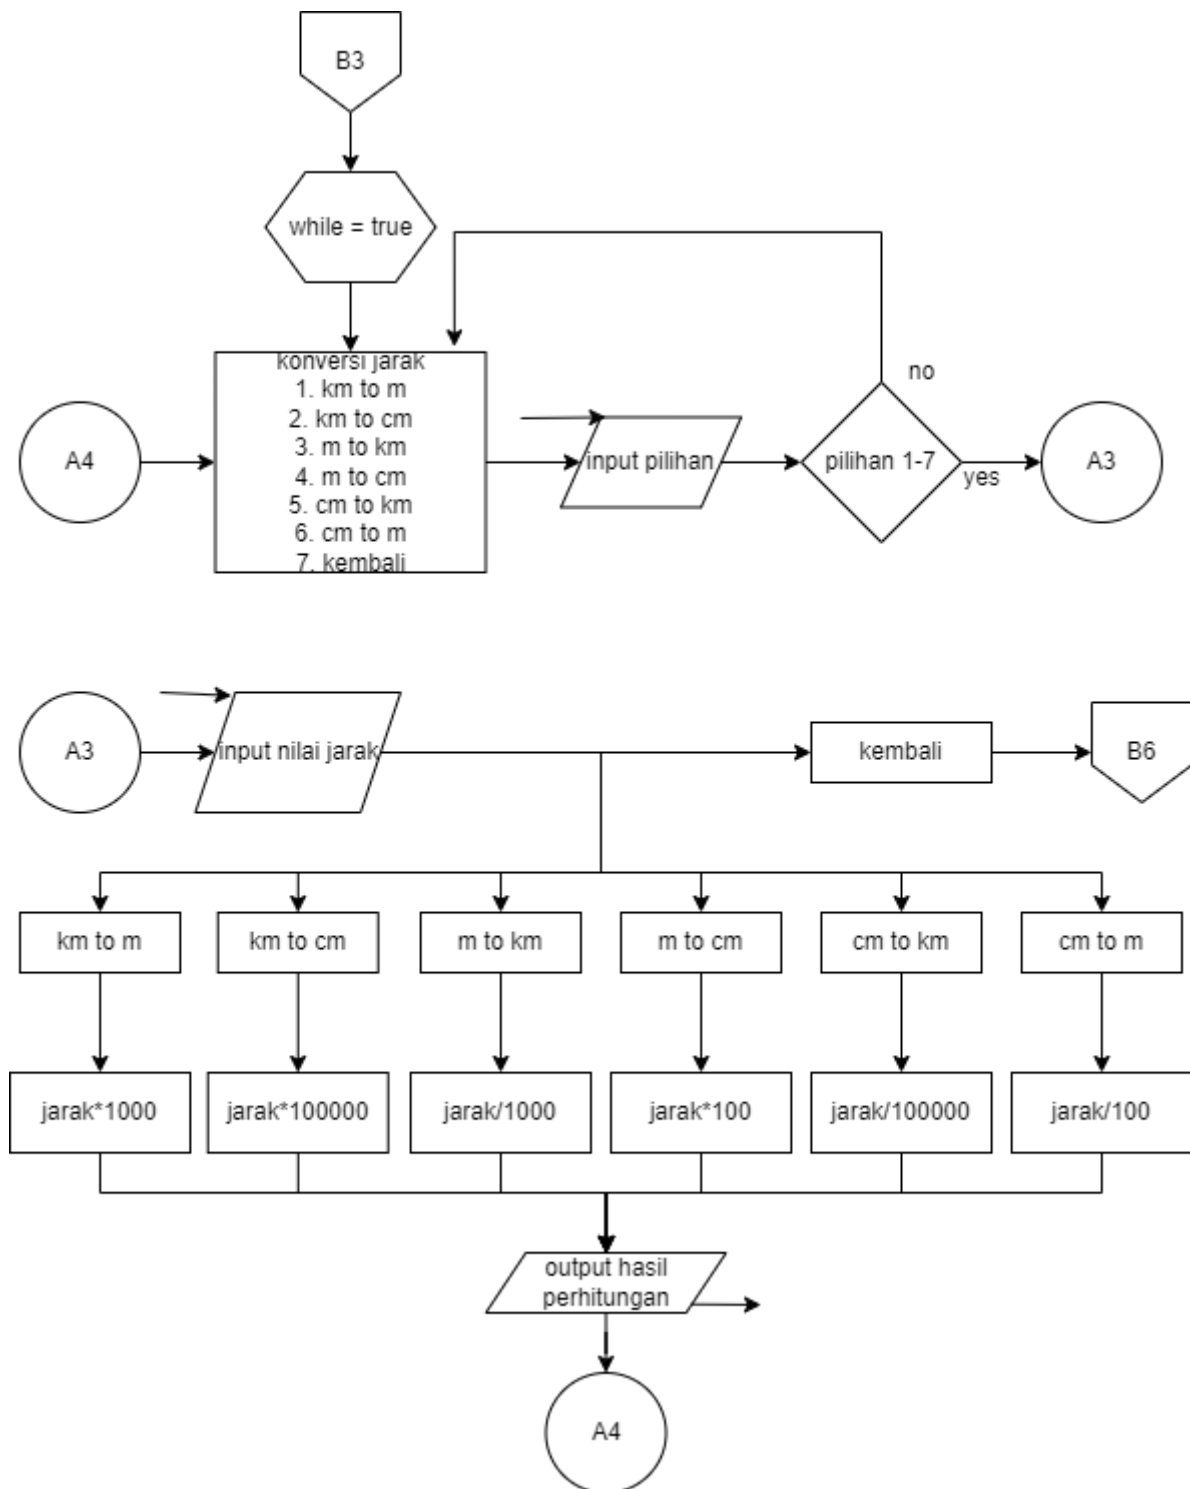 B3
while = true
konversi jarak
1. km to m
2. km to cm
3. m to km
4. m to cm
5. cm to km
6. cm to m
7. kembali
A4
input pilihan
pilihan 1-7
no
yes
A3
A3
input nilai jarak
kembali
B6
km to m
km to cm
m to km
m to cm
cm to km
cm to m
jarak*1000
jarak*100000
jarak/1000
jarak*100
jarak/100000
jarak/100
output hasil
perhitungan
A4